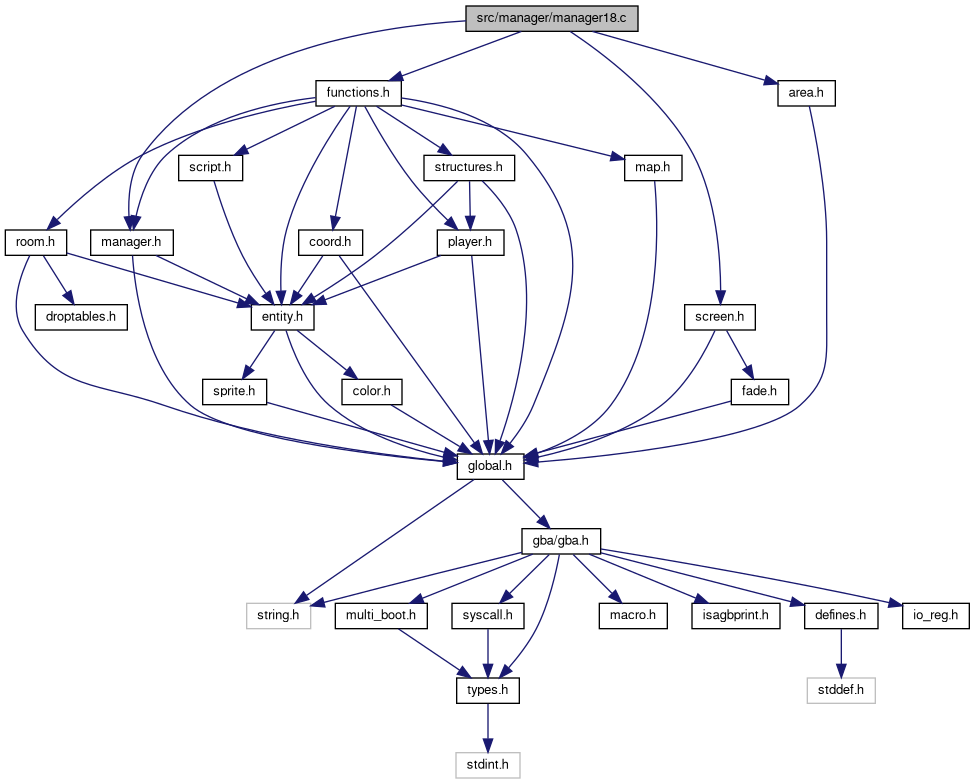 src/manager/manager18.c
functions.h
area.h
script.h
structures.h
map.h
room.h
manager.h
coord.h
player.h
droptables.h
entity.h
screen.h
sprite.h
color.h
fade.h
global.h
gba/gba.h
string.h
multi_boot.h
syscall.h
macro.h
isagbprint.h
defines.h
io_reg.h
types.h
stddef.h
stdint.h